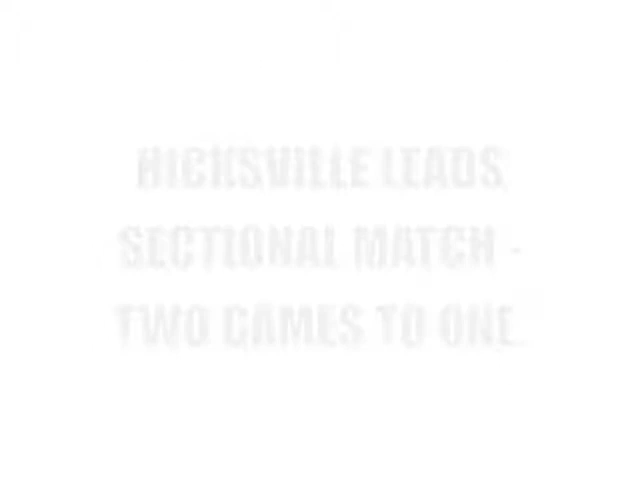 HICKSVILLE LEADS
SECTIONAL MATCH -
TWO GAMES TO ONE.